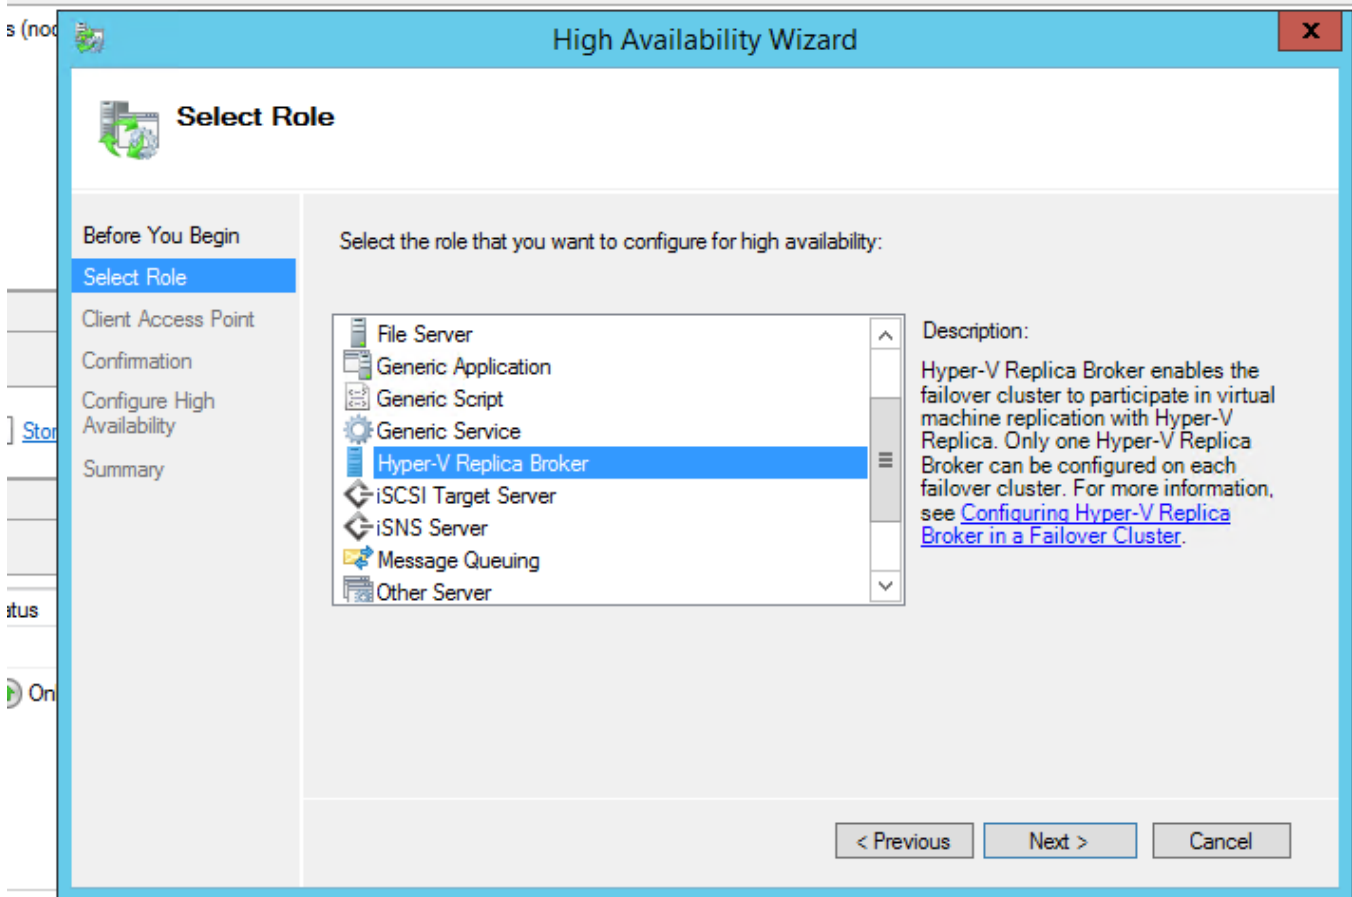 s (nod
High Availability Wizard
x
Select Role
Before You Begin
Select Role
Client Access Point
Confirmation
Configure High
Availability
Summary
Select the role that you want to configure for high availability:
File Server
Generic Application
Generic Script
Generic Service
Hyper-V Replica Broker
iSCSI Target Server
iSNS Server
Message Queuing
Other Server
Description:
Hyper-V Replica Broker enables the
failover cluster to participate in virtual
machine replication with Hyper-V
Replica. Only one Hyper-V Replica
Broker can be configured on each
failover cluster. For more information,
see Configuring Hyper-V Replica
Broker in a Failover Cluster.
Stor
atus
Onl
< Previous
Next >
Cancel